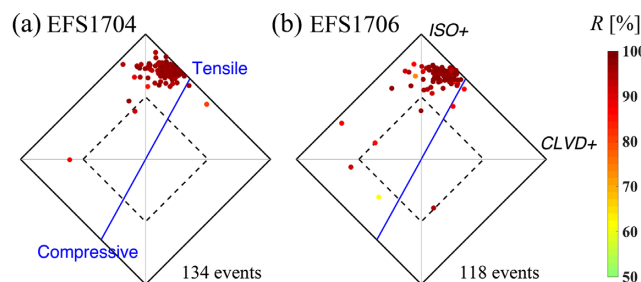 (a) EFS1704
(b) EFS1706
ISO+
R [%]
Tensile
CLVD+
Compressive
134 events
118 events
100
90
80
70
60
50